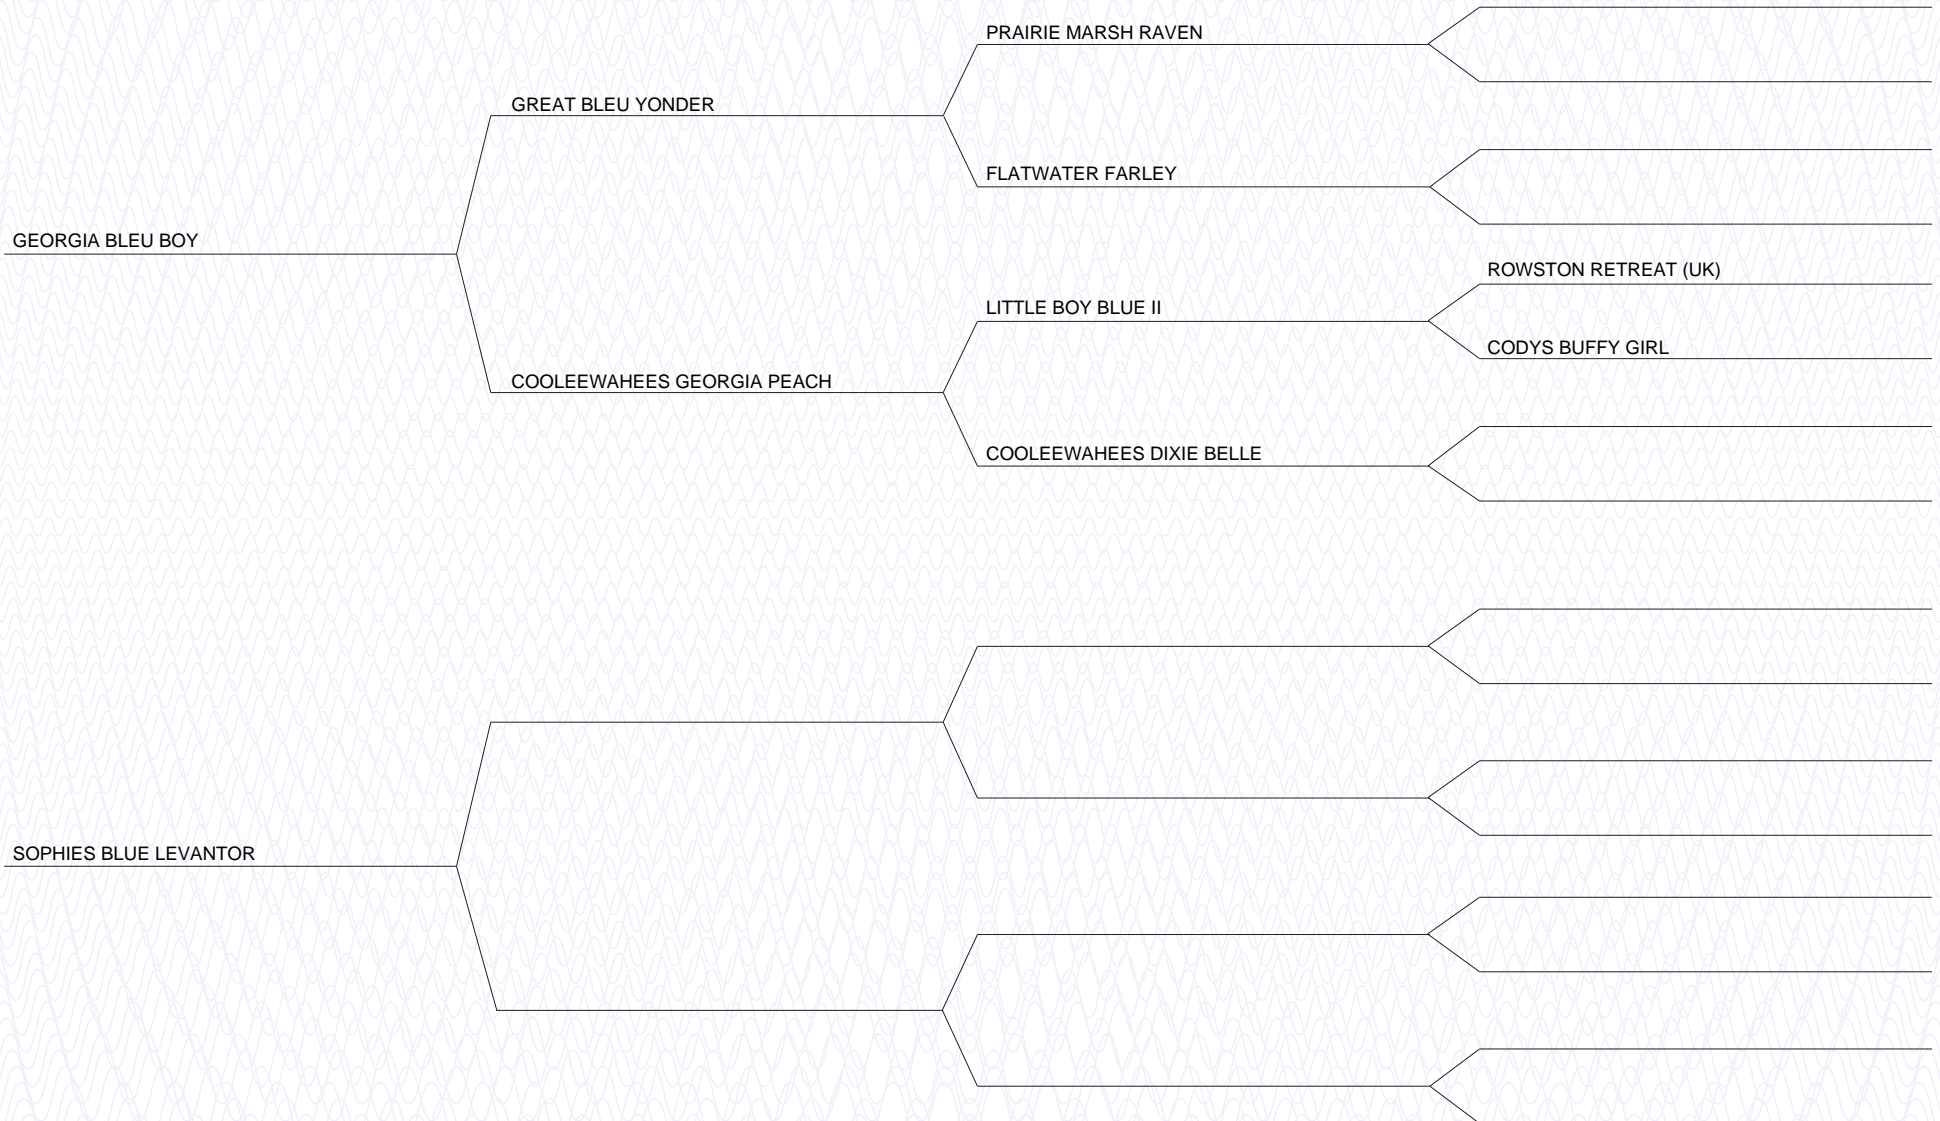 PRAIRIE MARSH RAVEN
GREAT BLEU YONDER
FLATWATER FARLEY
GEORGIA BLEU BOY
ROWSTON RETREAT (UK)
LITTLE BOY BLUE II
CODYS BUFFY GIRL
COOLEEWAHEES GEORGIA PEACH
COOLEEWAHEES DIXIE BELLE
SOPHIES BLUE LEVANTOR